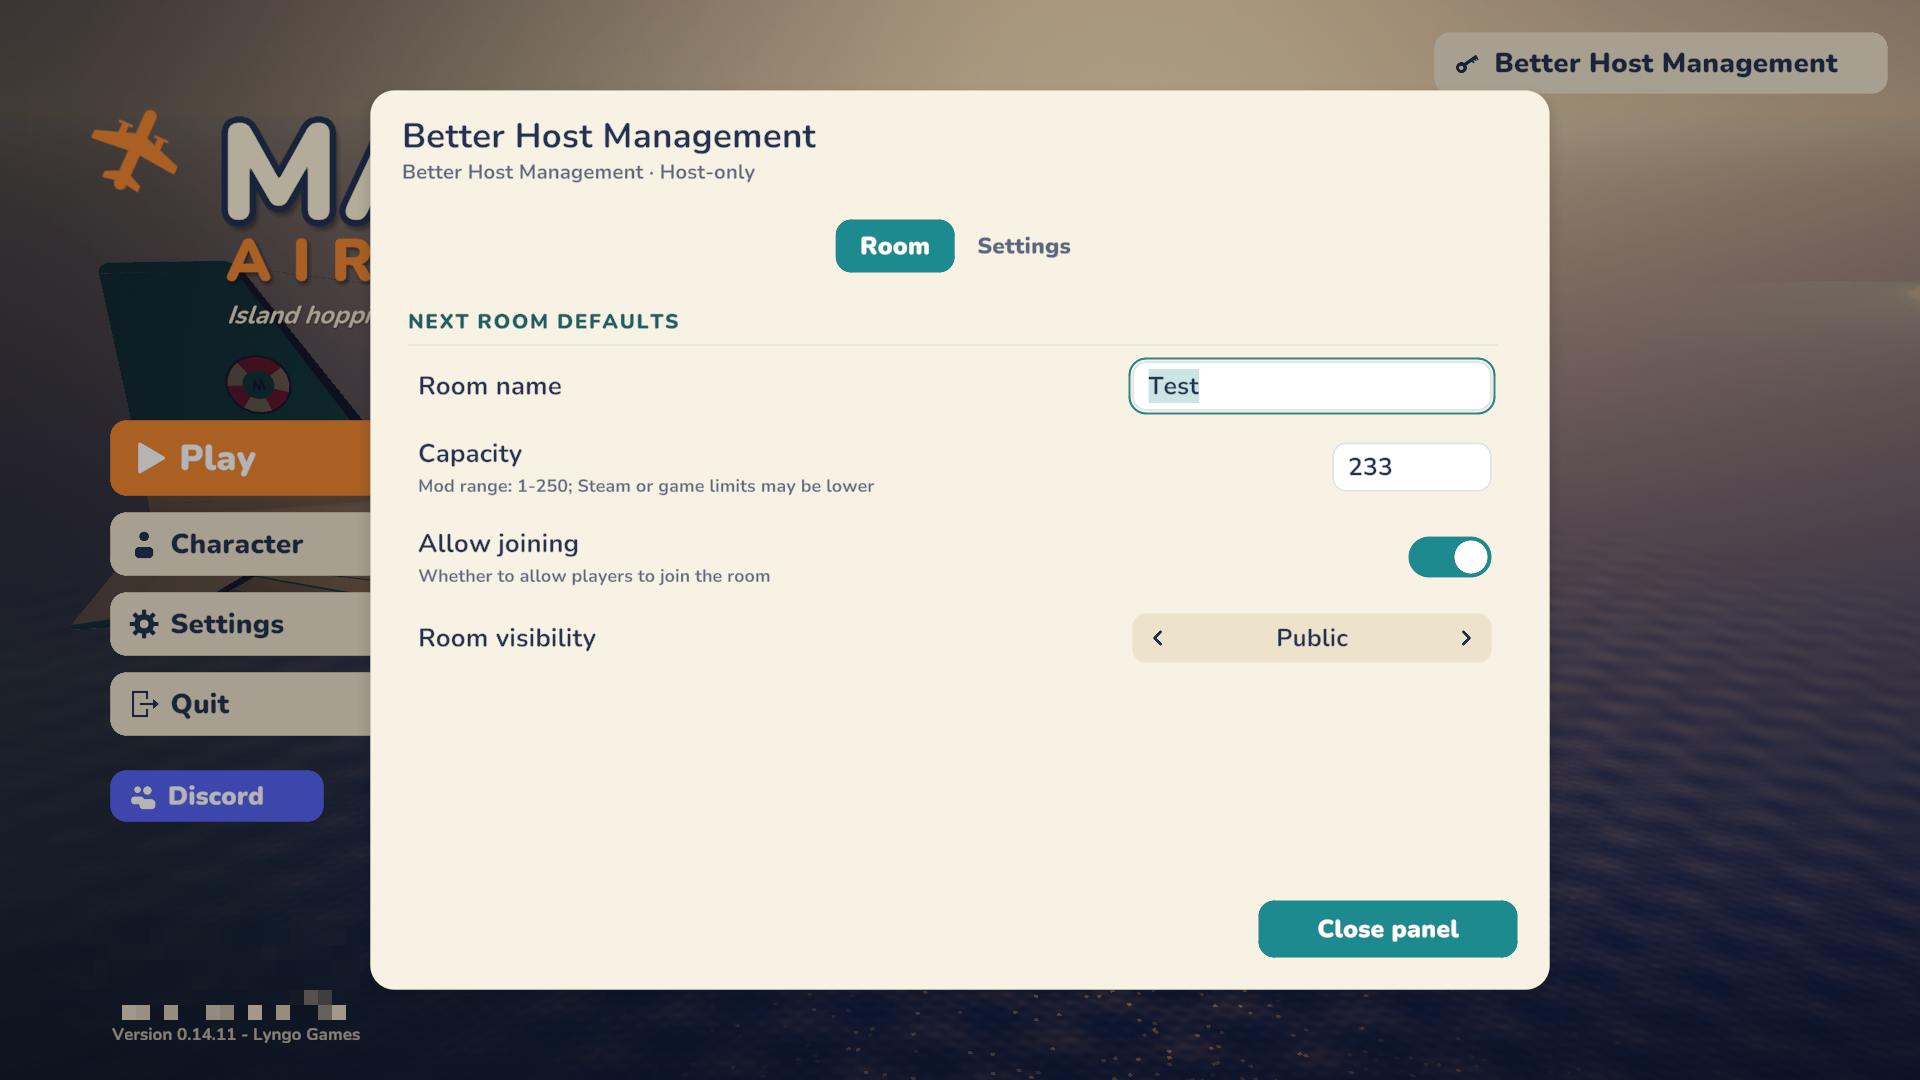 Better Host Management
Better Host Management
Better Host Management · Host-only
Room
Settings
NEXT ROOM DEFAULTS
Room name
Test
Capacity
233
Mod range: 1-250; Steam or game limits may be lower
Allow joining
Whether to allow players to join the room
Room visibility
Public
Close panel
AIR
Island
Play
Character
Settings
Quit
Discord
Version 0.14.11 - Lyngo Games